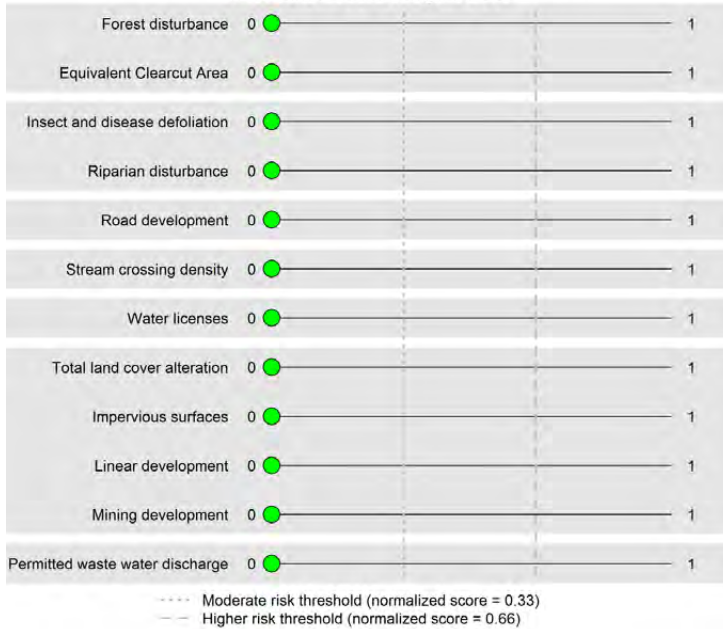 Forest disturbance 0 1
Equivalent Clearcut Area 0 1
Insect and disease defoliation 0 1
Riparian disturbance 0 1
Road development 0 1
Stream crossing density 0 1
Water licenses 0 1
Total land cover alteration 0 1
Impervious surfaces 0 1
Linear development 0 1
Mining development 0 1
Permitted waste water discharge 0 1
Moderate risk threshold (normalized score = 0.33)
Higher risk threshold (normalized score = 0.66)